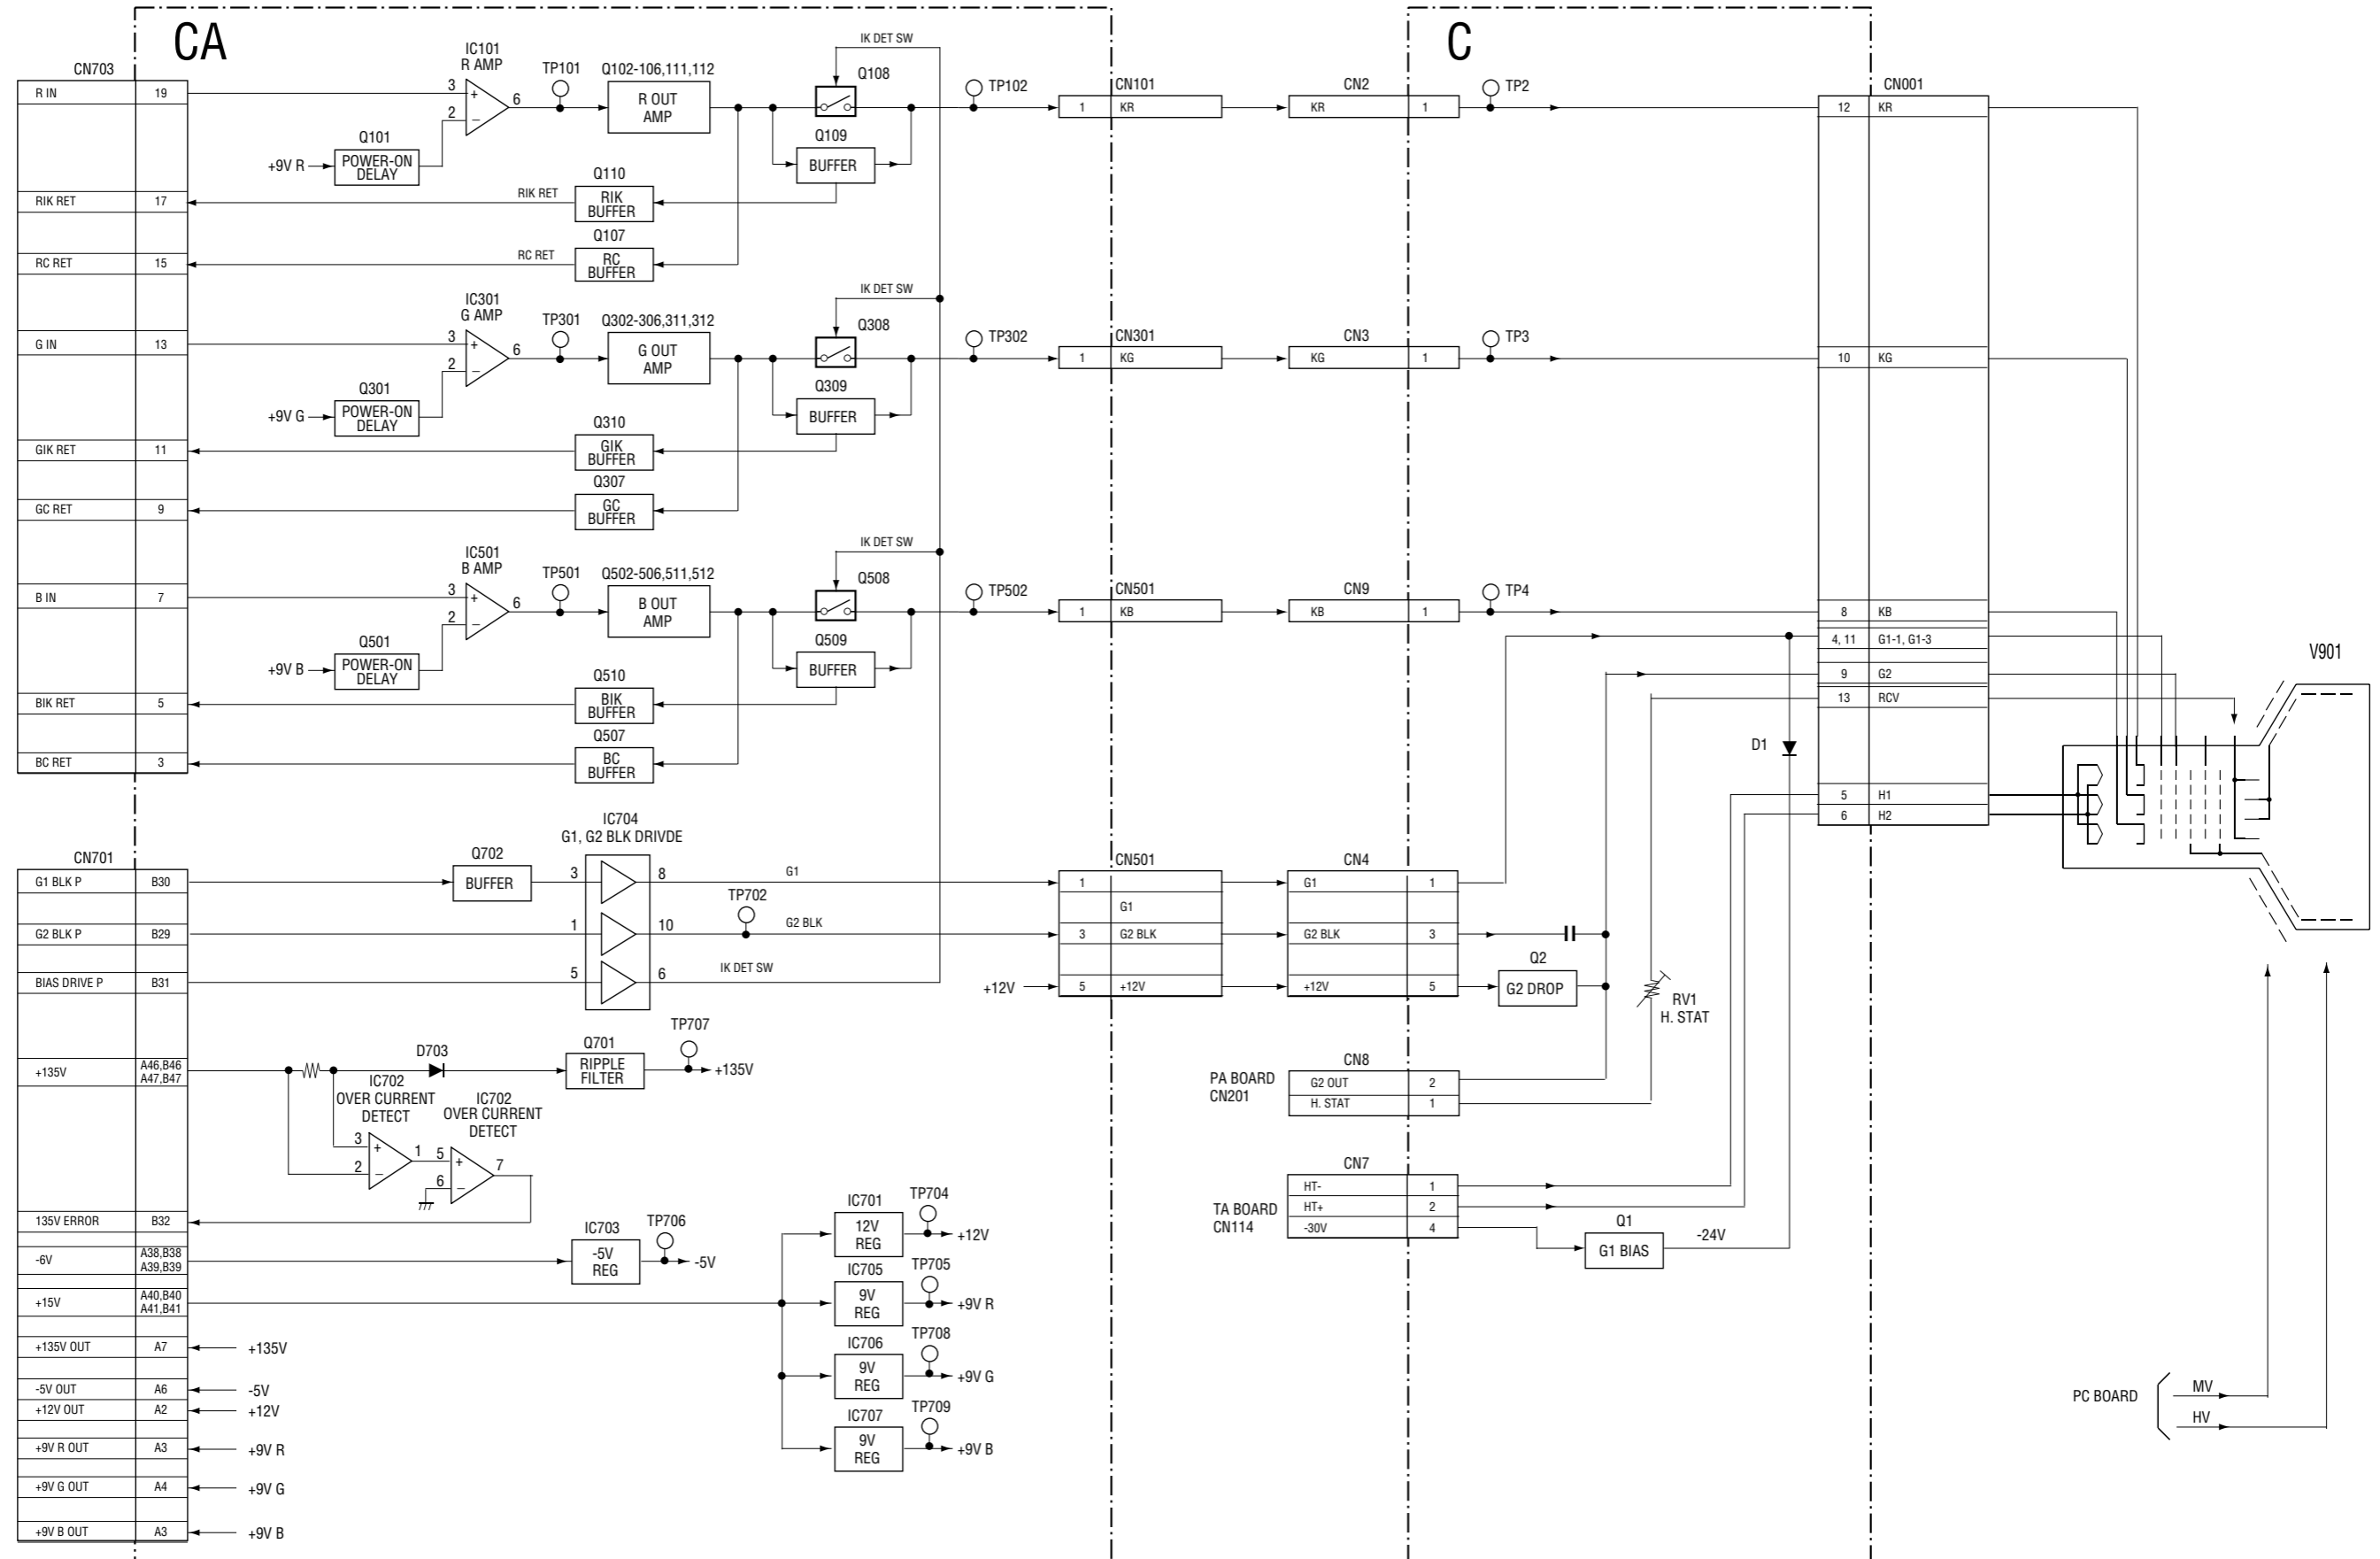 CA
C
CN703
R IN 19
RIK RET 17
RC RET 15
G IN 13
GIK RET 11
GC RET 9
B IN 7
BIK RET 5
BC RET 3
IC101
R AMP
3
+
2
−
6
TP101
Q102-106,111,112
R OUT
AMP
IK DET SW
Q108
Q109
BUFFER
TP102
Q101
POWER-ON
DELAY
+9V R
Q110
RIK
BUFFER
RIK RET
Q107
RC
BUFFER
RC RET
IC301
G AMP
3
+
2
−
6
TP301
Q302-306,311,312
G OUT
AMP
IK DET SW
Q308
Q309
BUFFER
TP302
Q301
POWER-ON
DELAY
+9V G
Q310
GIK
BUFFER
Q307
GC
BUFFER
IC501
B AMP
3
+
2
−
6
TP501
Q502-506,511,512
B OUT
AMP
IK DET SW
Q508
Q509
BUFFER
TP502
Q501
POWER-ON
DELAY
+9V B
Q510
BIK
BUFFER
Q507
BC
BUFFER
CN101
1 KR
CN2
KR 1
TP2
CN301
1 KG
CN3
KG 1
TP3
CN501
1 KB
CN9
KB 1
TP4
CN001
12 KR
10 KG
8 KB
4, 11 G1-1, G1-3
9 G2
13 RCV
5 H1
6 H2
V901
D1
CN701
G1 BLK P B30
G2 BLK P B29
BIAS DRIVE P B31
+135V A46,B46
A47,B47
135V ERROR B32
-6V A38,B38
A39,B39
+15V A40,B40
A41,B41
+135V OUT A7 +135V
-5V OUT A6 -5V
+12V OUT A2 +12V
+9V R OUT A3 +9V R
+9V G OUT A4 +9V G
+9V B OUT A3 +9V B
Q702
BUFFER
IC704
G1, G2 BLK DRIVDE
3 8
G1
1 10
TP702
G2 BLK
5 6
IK DET SW
CN501
1
G1
3 G2 BLK
+12V 5 +12V
CN4
G1 1
G2 BLK 3
+12V 5
Q2
G2 DROP
RV1
H. STAT
D703
Q701
RIPPLE
FILTER
TP707
+135V
IC702
OVER CURRENT
DETECT
IC702
OVER CURRENT
DETECT
3
+
2
−
1
5
+
6
−
7
IC703
-5V
REG
TP706
-5V
IC701
12V
REG
TP704
+12V
IC705
9V
REG
TP705
+9V R
IC706
9V
REG
TP708
+9V G
IC707
9V
REG
TP709
+9V B
PA BOARD
CN201
CN8
G2 OUT 2
H. STAT 1
TA BOARD
CN114
CN7
HT- 1
HT+ 2
-30V 4
Q1
G1 BIAS
-24V
PC BOARD
MV
HV